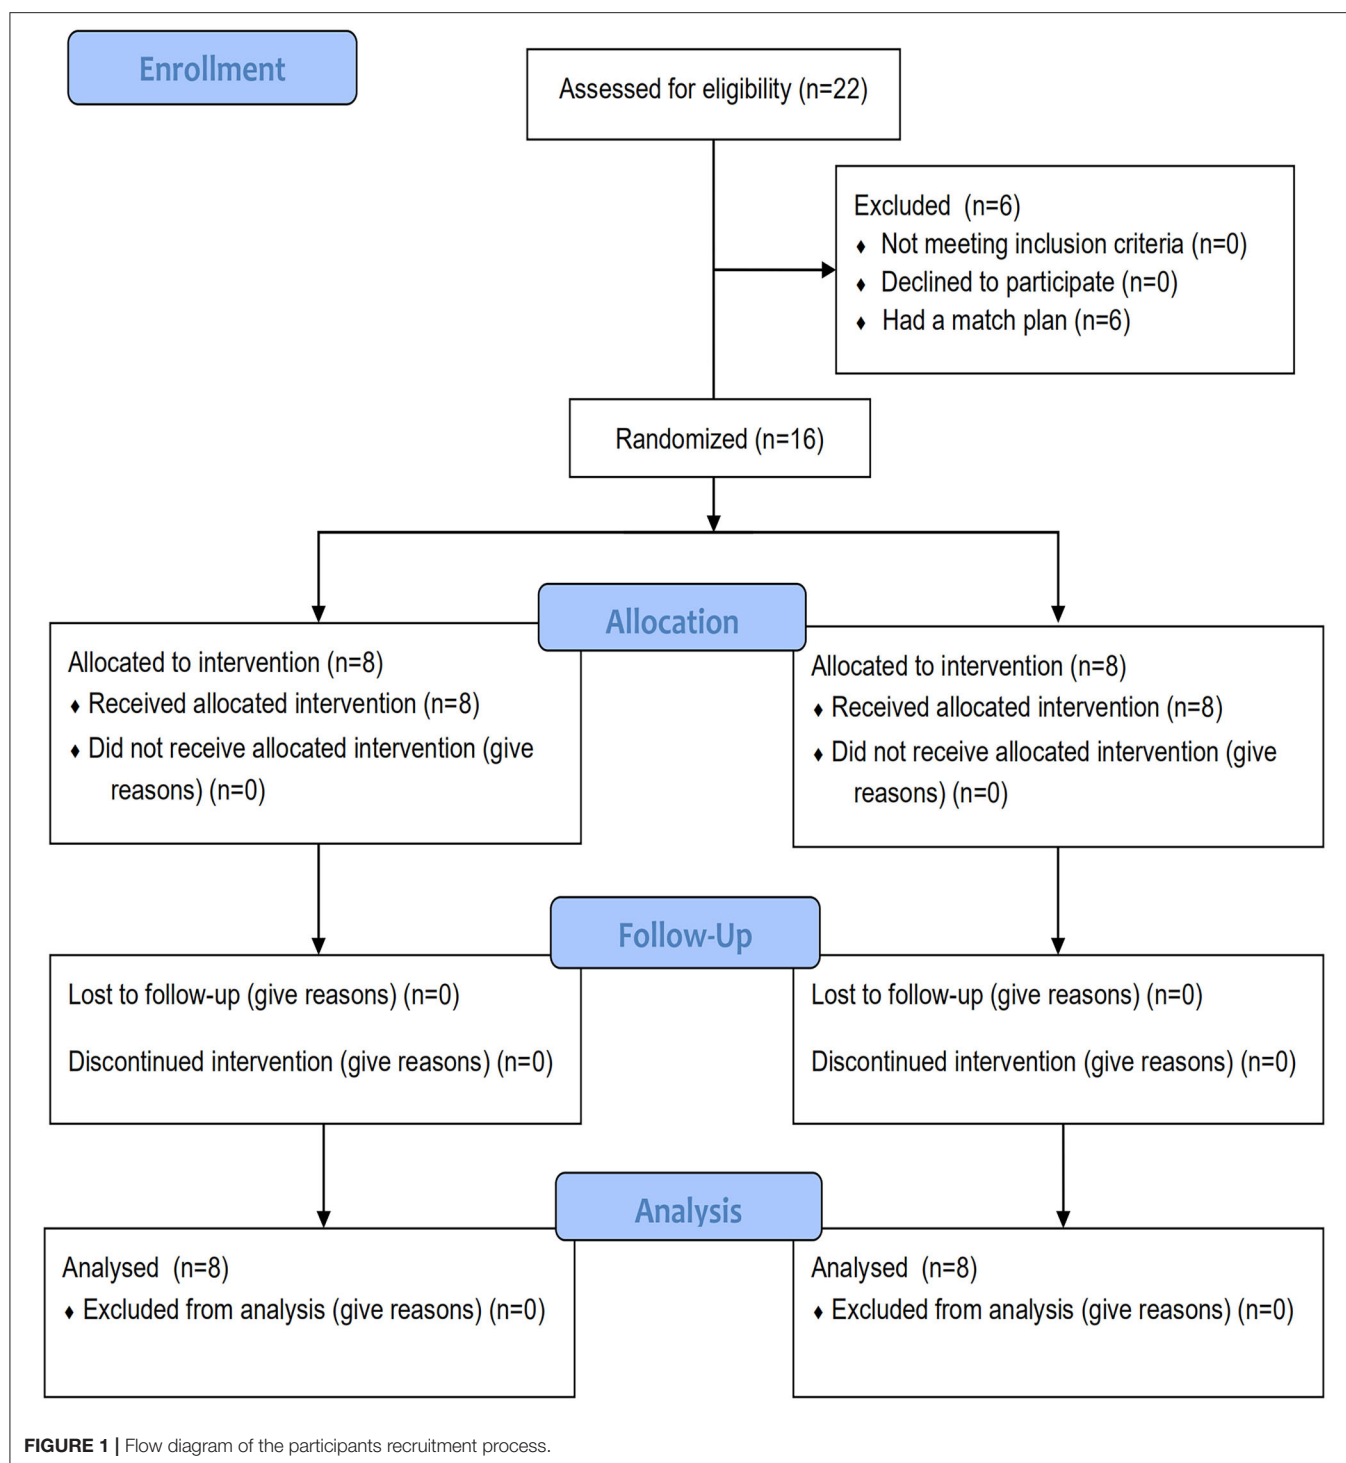 Enrollment
Assessed for eligibility (n=22)
Excluded (n=6)
♦ Not meeting inclusion criteria (n=0)
♦ Declined to participate (n=0)
♦ Had a match plan (n=6)
Randomized (n=16)
Allocation
Allocated to intervention (n=8)
♦ Received allocated intervention (n=8)
♦ Did not receive allocated intervention (give
reasons) (n=0)
Allocated to intervention (n=8)
♦ Received allocated intervention (n=8)
♦ Did not receive allocated intervention (give
reasons) (n=0)
Follow-Up
Lost to follow-up (give reasons) (n=0)
Discontinued intervention (give reasons) (n=0)
Lost to follow-up (give reasons) (n=0)
Discontinued intervention (give reasons) (n=0)
Analysis
Analysed (n=8)
♦ Excluded from analysis (give reasons) (n=0)
Analysed (n=8)
♦ Excluded from analysis (give reasons) (n=0)
FIGURE 1 | Flow diagram of the participants recruitment process.